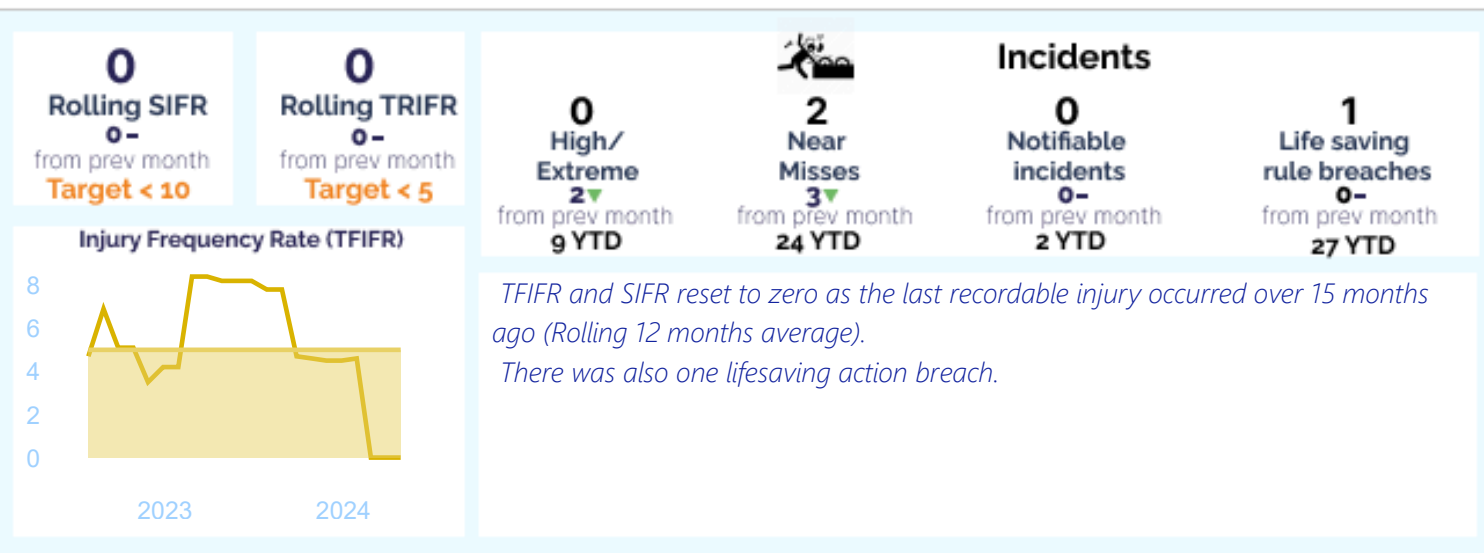 0
Rolling SIFR
0 –
from prev month
Target < 10
0
Rolling TRIFR
0 –
from prev month
Target < 5
Incidents
0
High/
Extreme
2▼
from prev month
9 YTD
2
Near
Misses
3▼
from prev month
24 YTD
0
Notifiable
incidents
0–
from prev month
2 YTD
1
Life saving
rule breaches
0–
from prev month
27 YTD
Injury Frequency Rate (TFIFR)
8
6
4
2
0
2023
2024
TFIFR and SIFR reset to zero as the last recordable injury occurred over 15 months
ago (Rolling 12 months average).
There was also one lifesaving action breach.